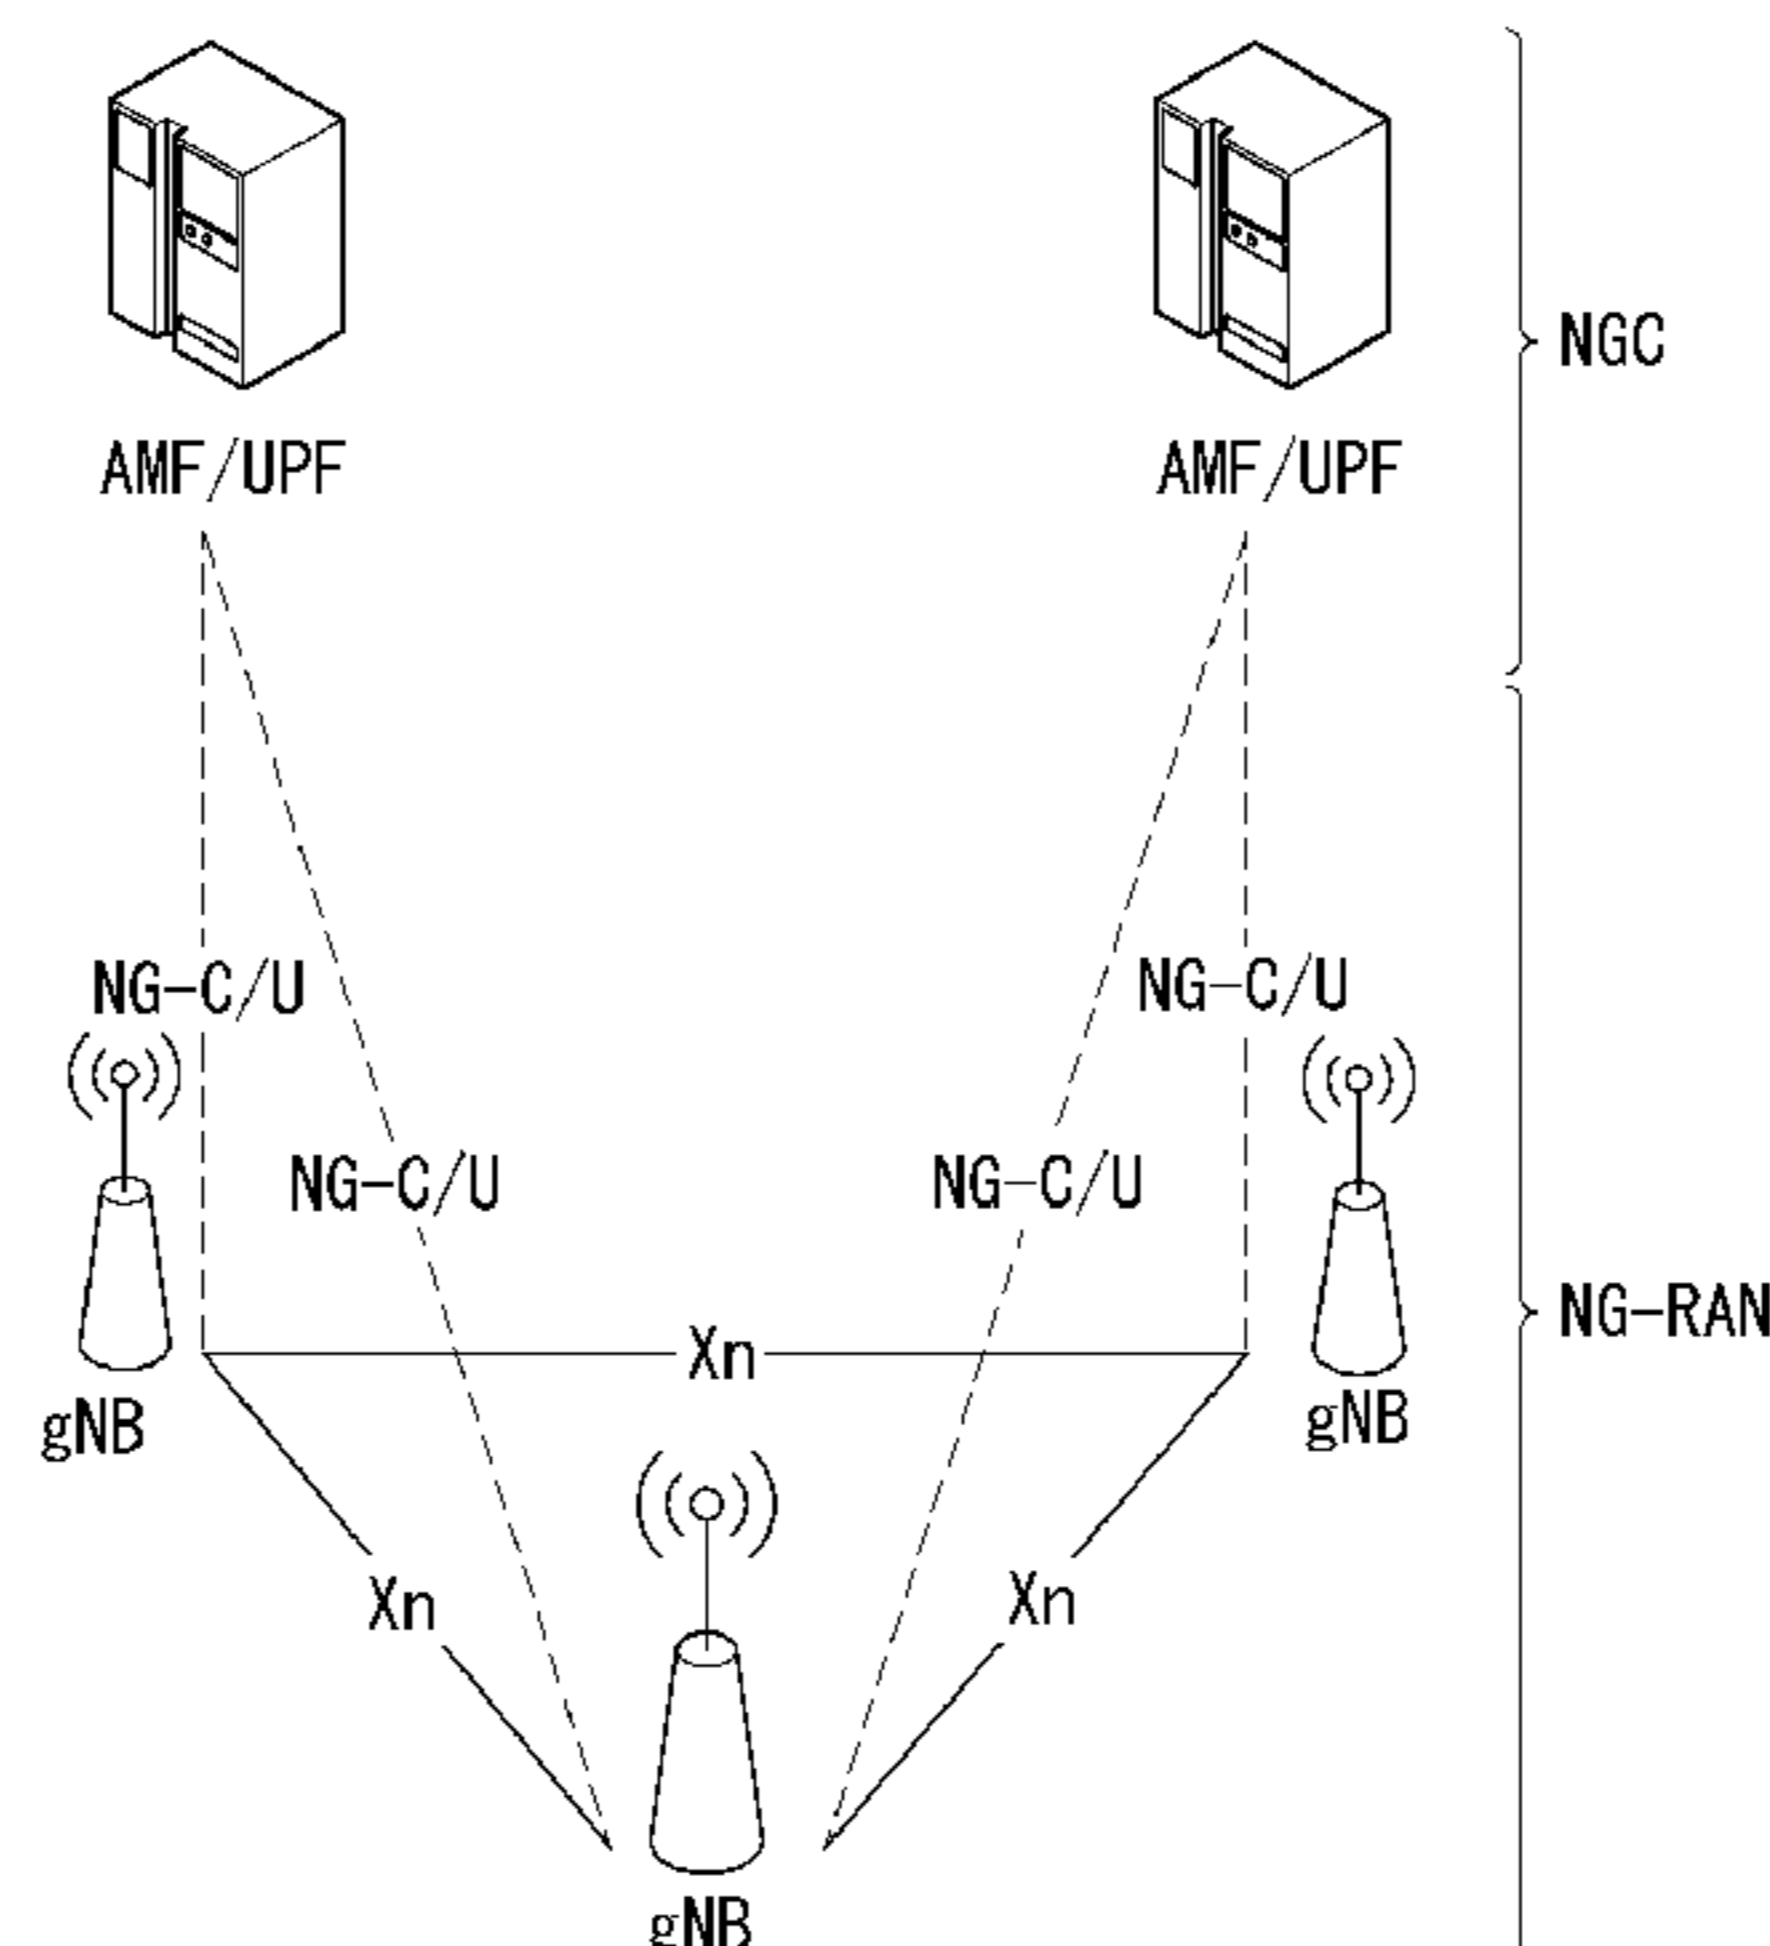 NGC
AMF/UPF
AMF/UPF
NG-C/U
NG-C/U
NG-C/U
NG-C/U
NG-RAN
Xn
gNB
gNB
Xn
Xn
gNB